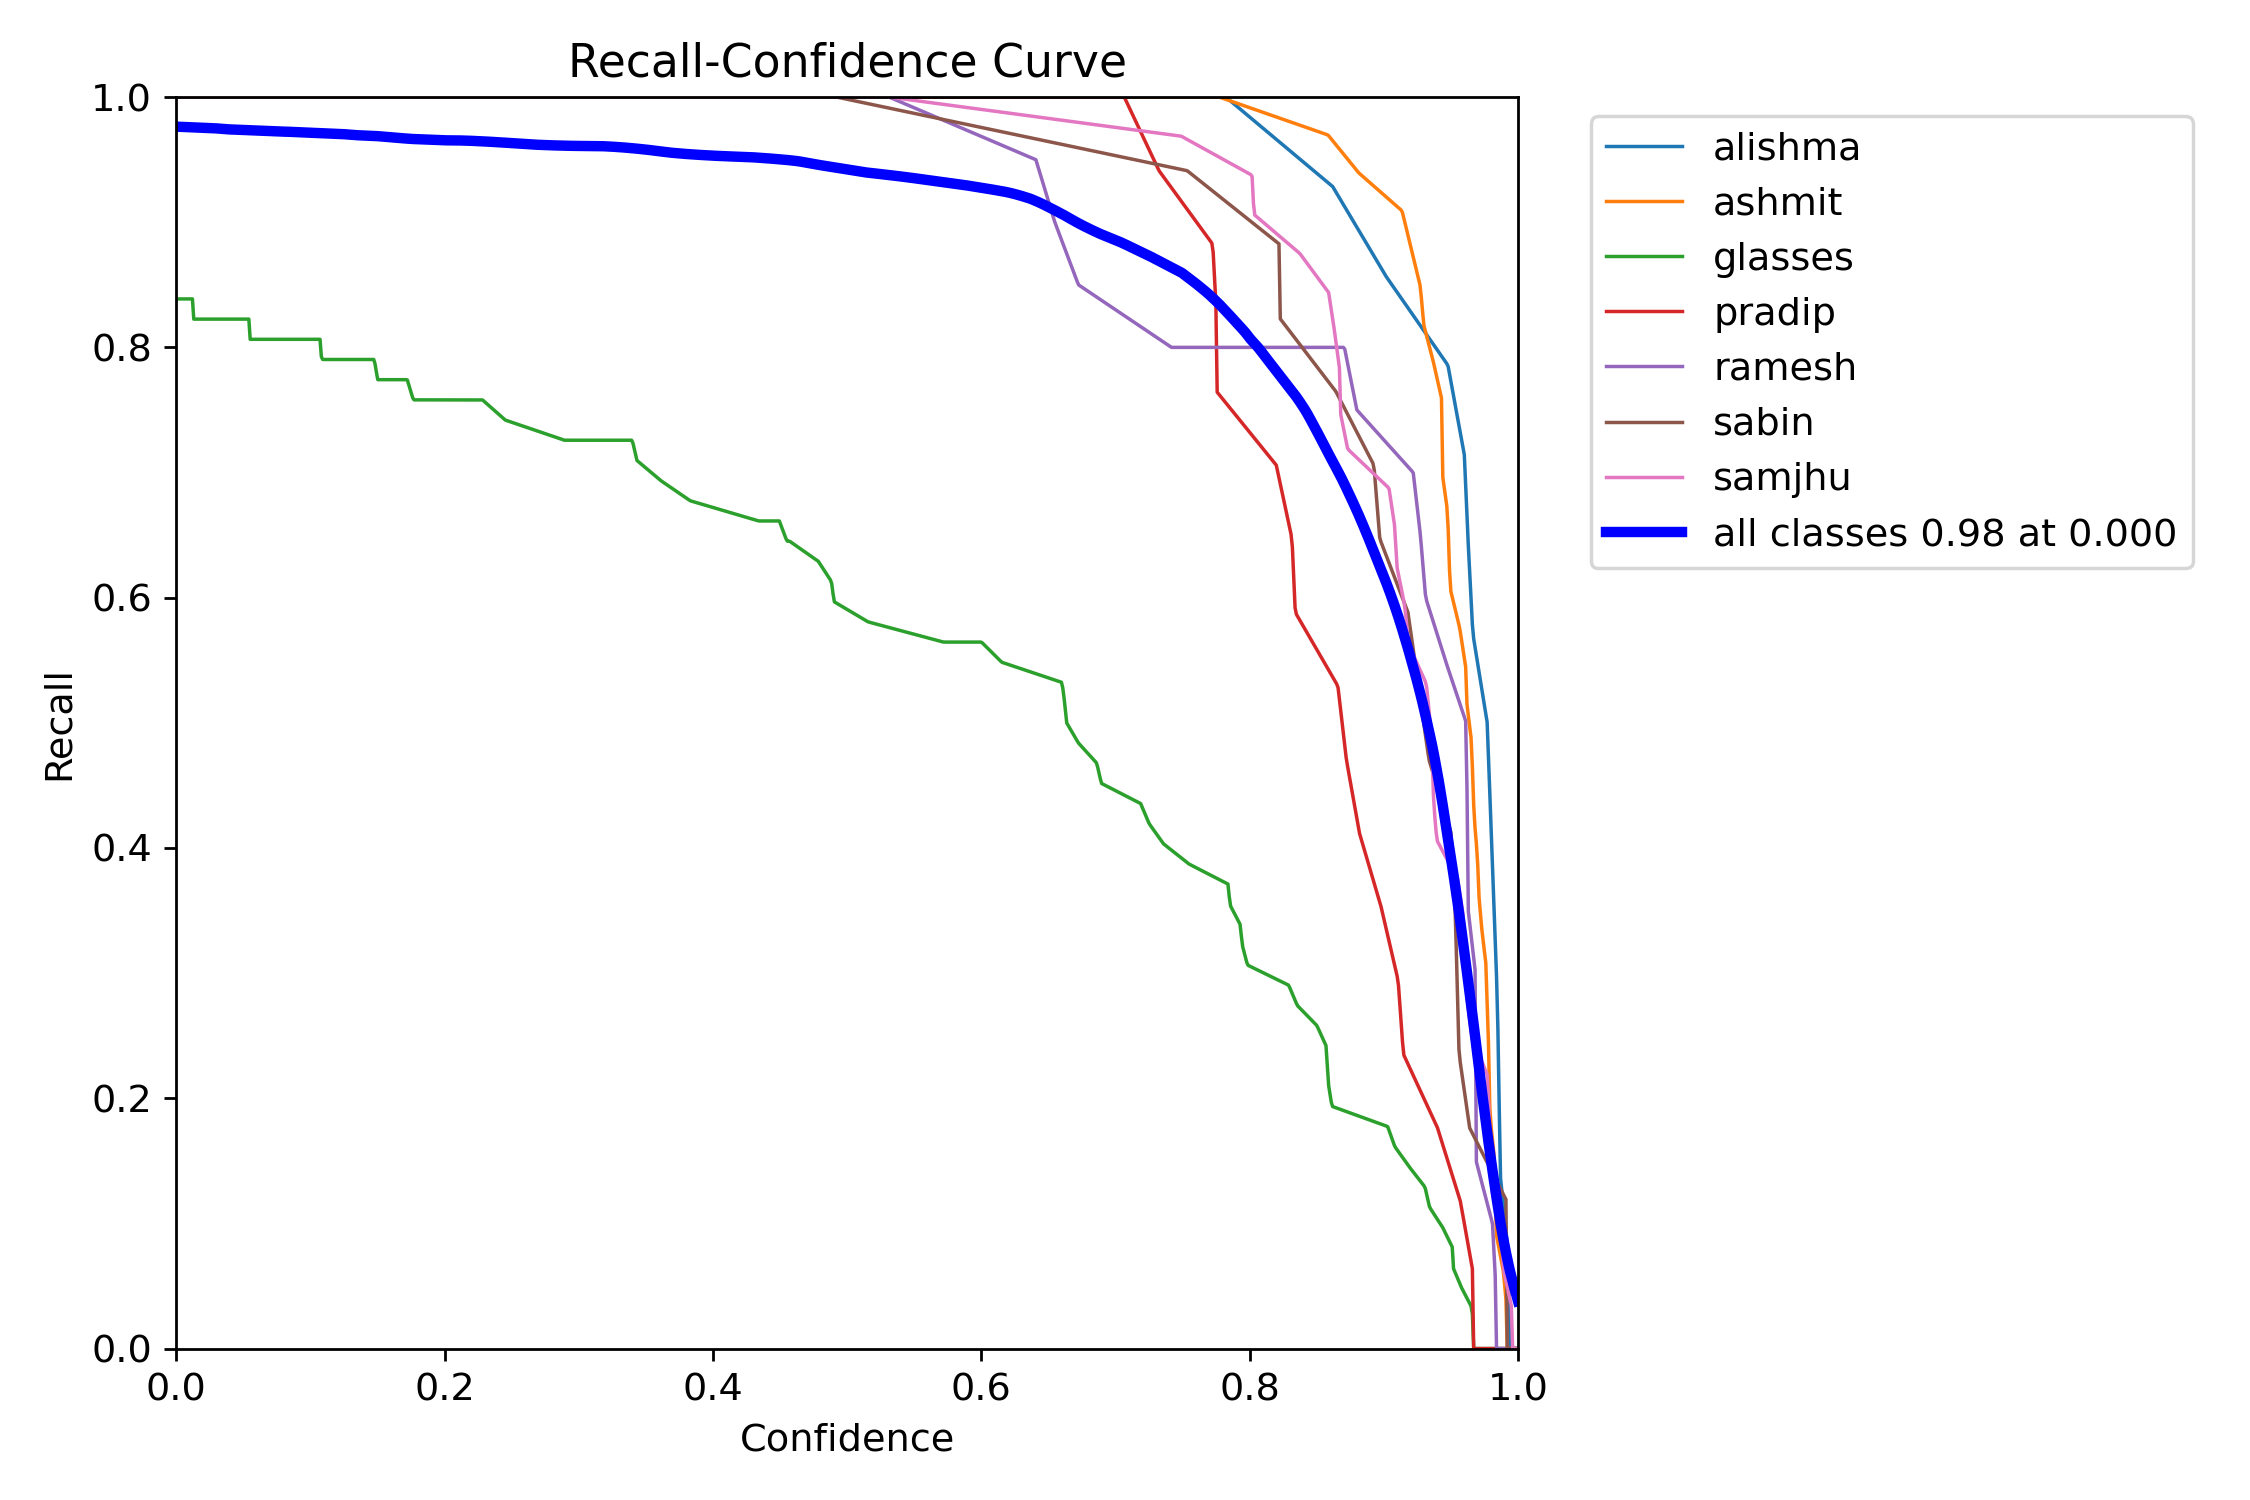 Recall-Confidence Curve
1.0
0.8
0.6
0.4
0.2
0.0
Recall
0.0 0.2 0.4 0.6 0.8 1.0
Confidence
alishma
ashmit
glasses
pradip
ramesh
sabin
samjhu
all classes 0.98 at 0.000